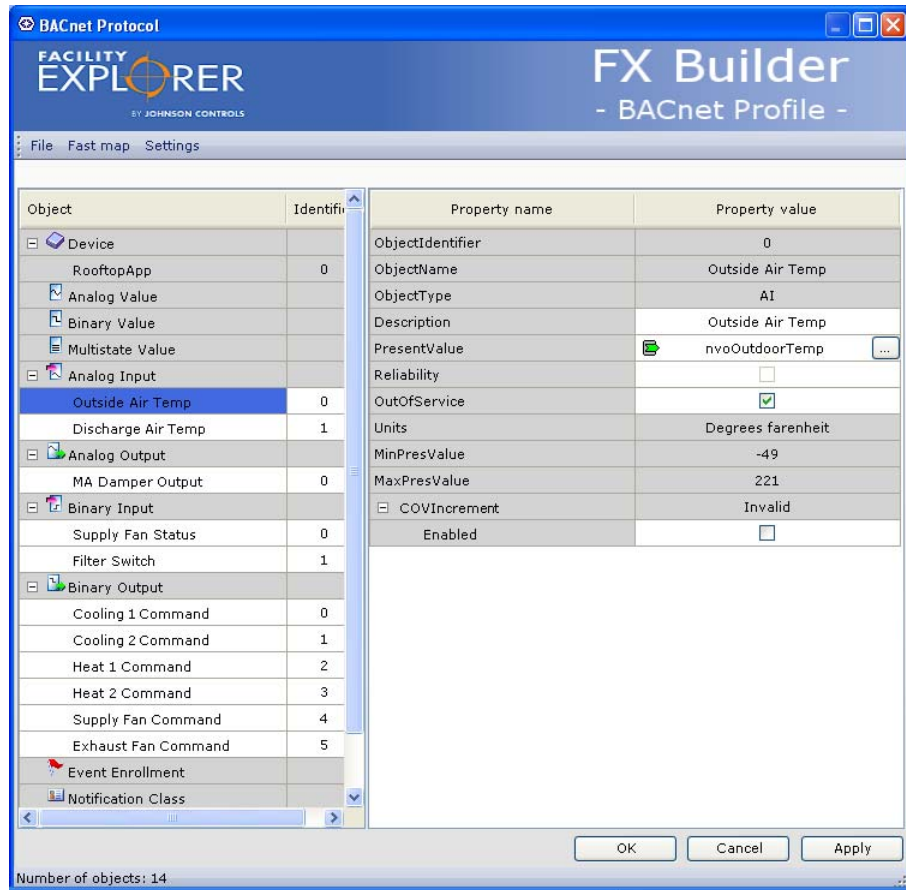 BACnet Protocol
FACILITY
EXPLORER
BY JOHNSON CONTROLS
FX Builder
- BACnet Profile -
File Fast map Settings
Object Identifi
Device
RooftopApp 0
Analog Value
Binary Value
Multistate Value
Analog Input
Outside Air Temp 0
Discharge Air Temp 1
Analog Output
MA Damper Output 0
Binary Input
Supply Fan Status 0
Filter Switch 1
Binary Output
Cooling 1 Command 0
Cooling 2 Command 1
Heat 1 Command 2
Heat 2 Command 3
Supply Fan Command 4
Exhaust Fan Command 5
Event Enrollment
Notification Class
Property name Property value
ObjectIdentifier 0
ObjectName Outside Air Temp
ObjectType AI
Description Outside Air Temp
PresentValue nvoOutdoorTemp ...
Reliability
OutOfService
Units Degrees farenheit
MinPresValue -49
MaxPresValue 221
COVIncrement Invalid
Enabled
OK Cancel Apply
Number of objects: 14